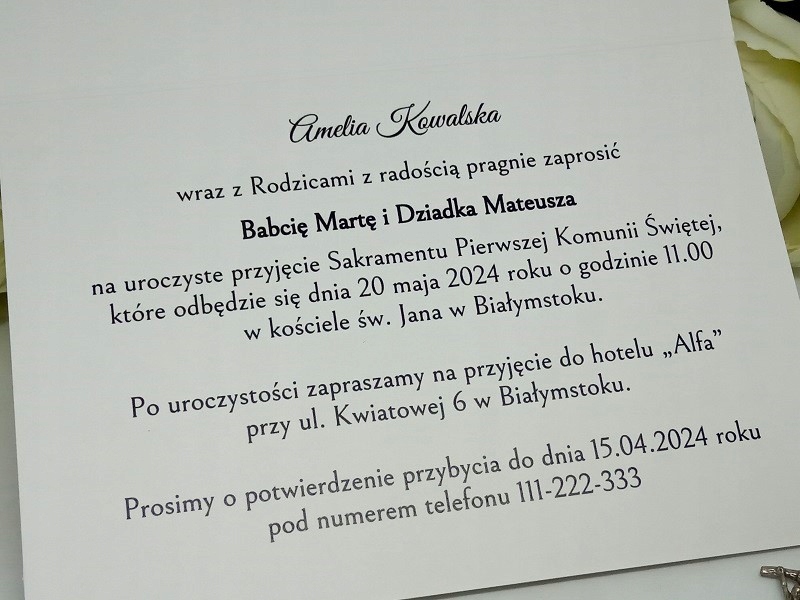 Amelia Kowalska
wraz z Rodzicami z radością pragnie zaprosić
Babcię Martę i Dziadka Mateusza
na uroczyste przyjęcie Sakramentu Pierwszej Komunii Świętej,
które odbędzie się dnia 20 maja 2024 roku o godzinie 11.00
w kościele św. Jana w Białymstoku.
Po uroczystości zapraszamy na przyjęcie do hotelu „Alfa”
przy ul. Kwiatowej 6 w Białymstoku.
Prosimy o potwierdzenie przybycia do dnia 15.04.2024 roku
pod numerem telefonu 111-222-333